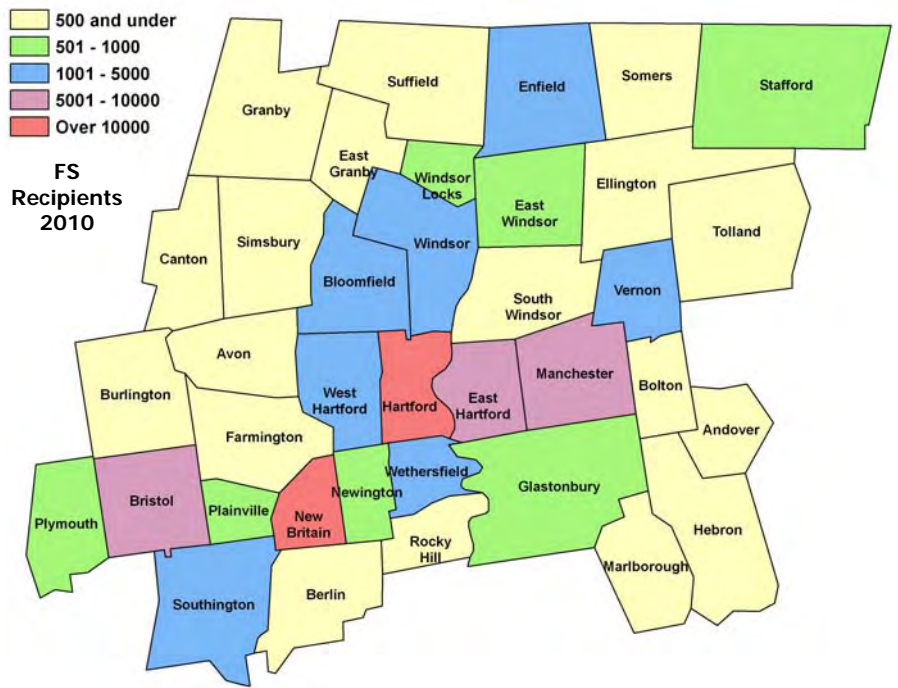 500 and under
501 - 1000
1001 - 5000
5001 - 10000
Over 10000
FS
Recipients
2010
Granby
Suffield
Enfield
Somers
Stafford
East
Granby
Windsor
Locks
East
Windsor
Ellington
Tolland
Canton
Simsbury
Bloomfield
Windsor
South
Windsor
Vernon
Burlington
Avon
West
Hartford
Hartford
East
Hartford
Manchester
Bolton
Andover
Farmington
Plymouth
Bristol
Plainville
New
Britain
Newington
Wethersfield
Glastonbury
Hebron
Rocky
Hill
Marlborough
Southington
Berlin